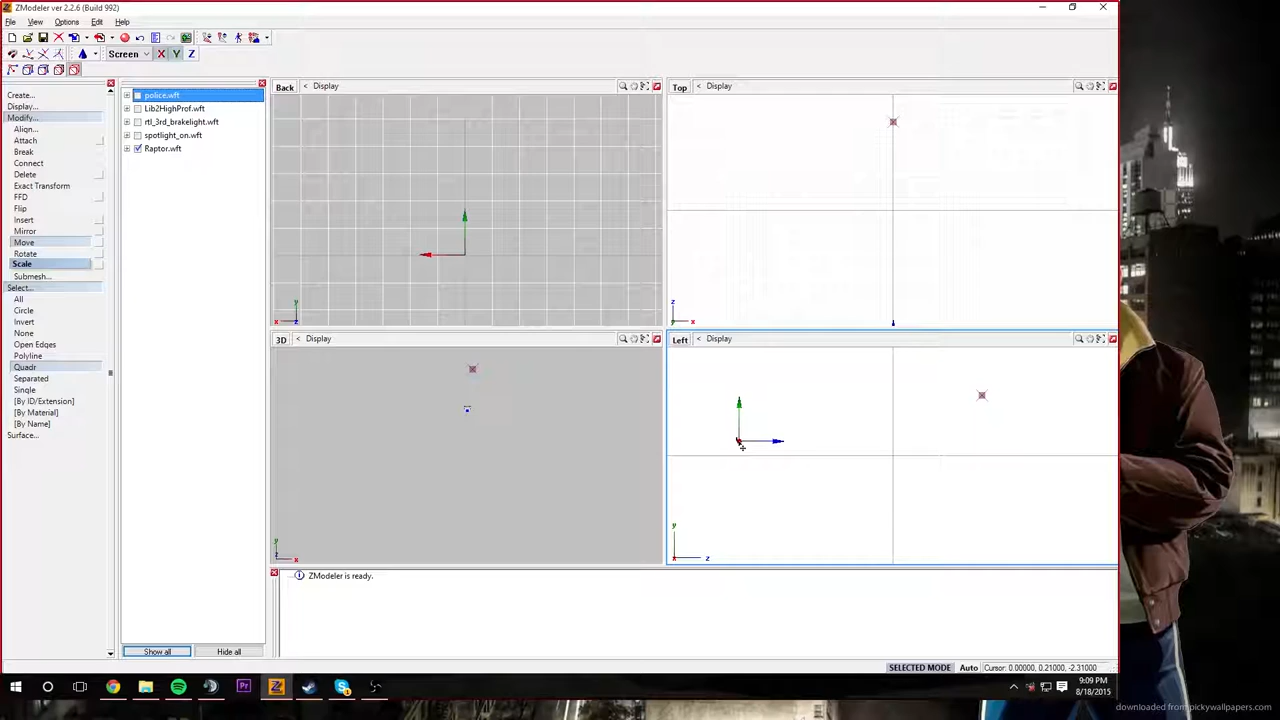 ZModeler ver 2.2.6 (Build 992)
File View Options Edit Help
Screen X Y Z
Create...
Display...
Modify...
Align...
Attach
Break
Connect
Delete
Exact Transform
FFD
Flip
Insert
Mirror
Move
Rotate
Scale
Submesh...
Select...
All
Circle
Invert
None
Open Edges
Polyline
Quadr
Separated
Single
[By ID/Extension]
[By Material]
[By Name]
Surface...
police.wft
Lib2HighProf.wft
rtl_3rd_brakelight.wft
spotlight_on.wft
Raptor.wft
Show all Hide all
Back < Display
y
x z
Top < Display
z
y x
3D < Display
y
z x
Left < Display
y
x z
ZModeler is ready.
SELECTED MODE Auto Cursor: 0.00000, 0.21000, -2.31000
9:09 PM
8/18/2015
downloaded from pickywallpapers.com